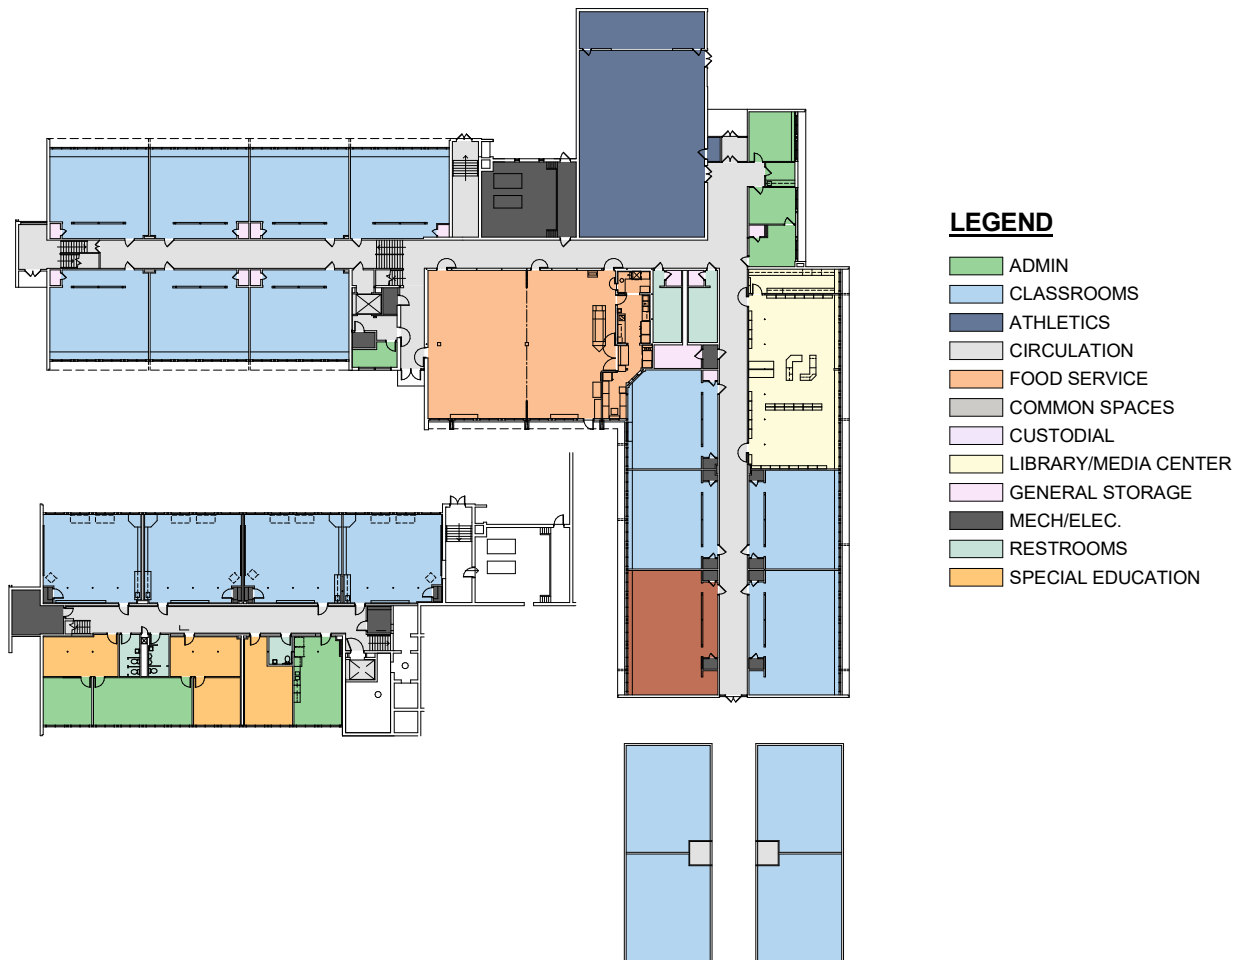 LEGEND
ADMIN
CLASSROOMS
ATHLETICS
CIRCULATION
FOOD SERVICE
COMMON SPACES
CUSTODIAL
LIBRARY/MEDIA CENTER
GENERAL STORAGE
MECH/ELEC.
RESTROOMS
SPECIAL EDUCATION